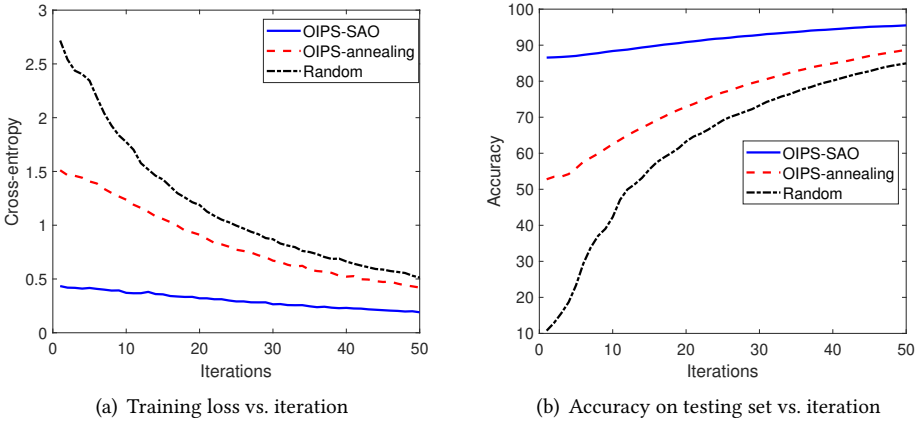 3
2.5
2
1.5
1
0.5
0
Cross-entropy
OIPS-SAO
OIPS-annealing
Random
0 10 20 30 40 50
Iterations
(a) Training loss vs. iteration
100
90
80
70
60
50
40
30
20
10
Accuracy
OIPS-SAO
OIPS-annealing
Random
0 10 20 30 40 50
Iterations
(b) Accuracy on testing set vs. iteration